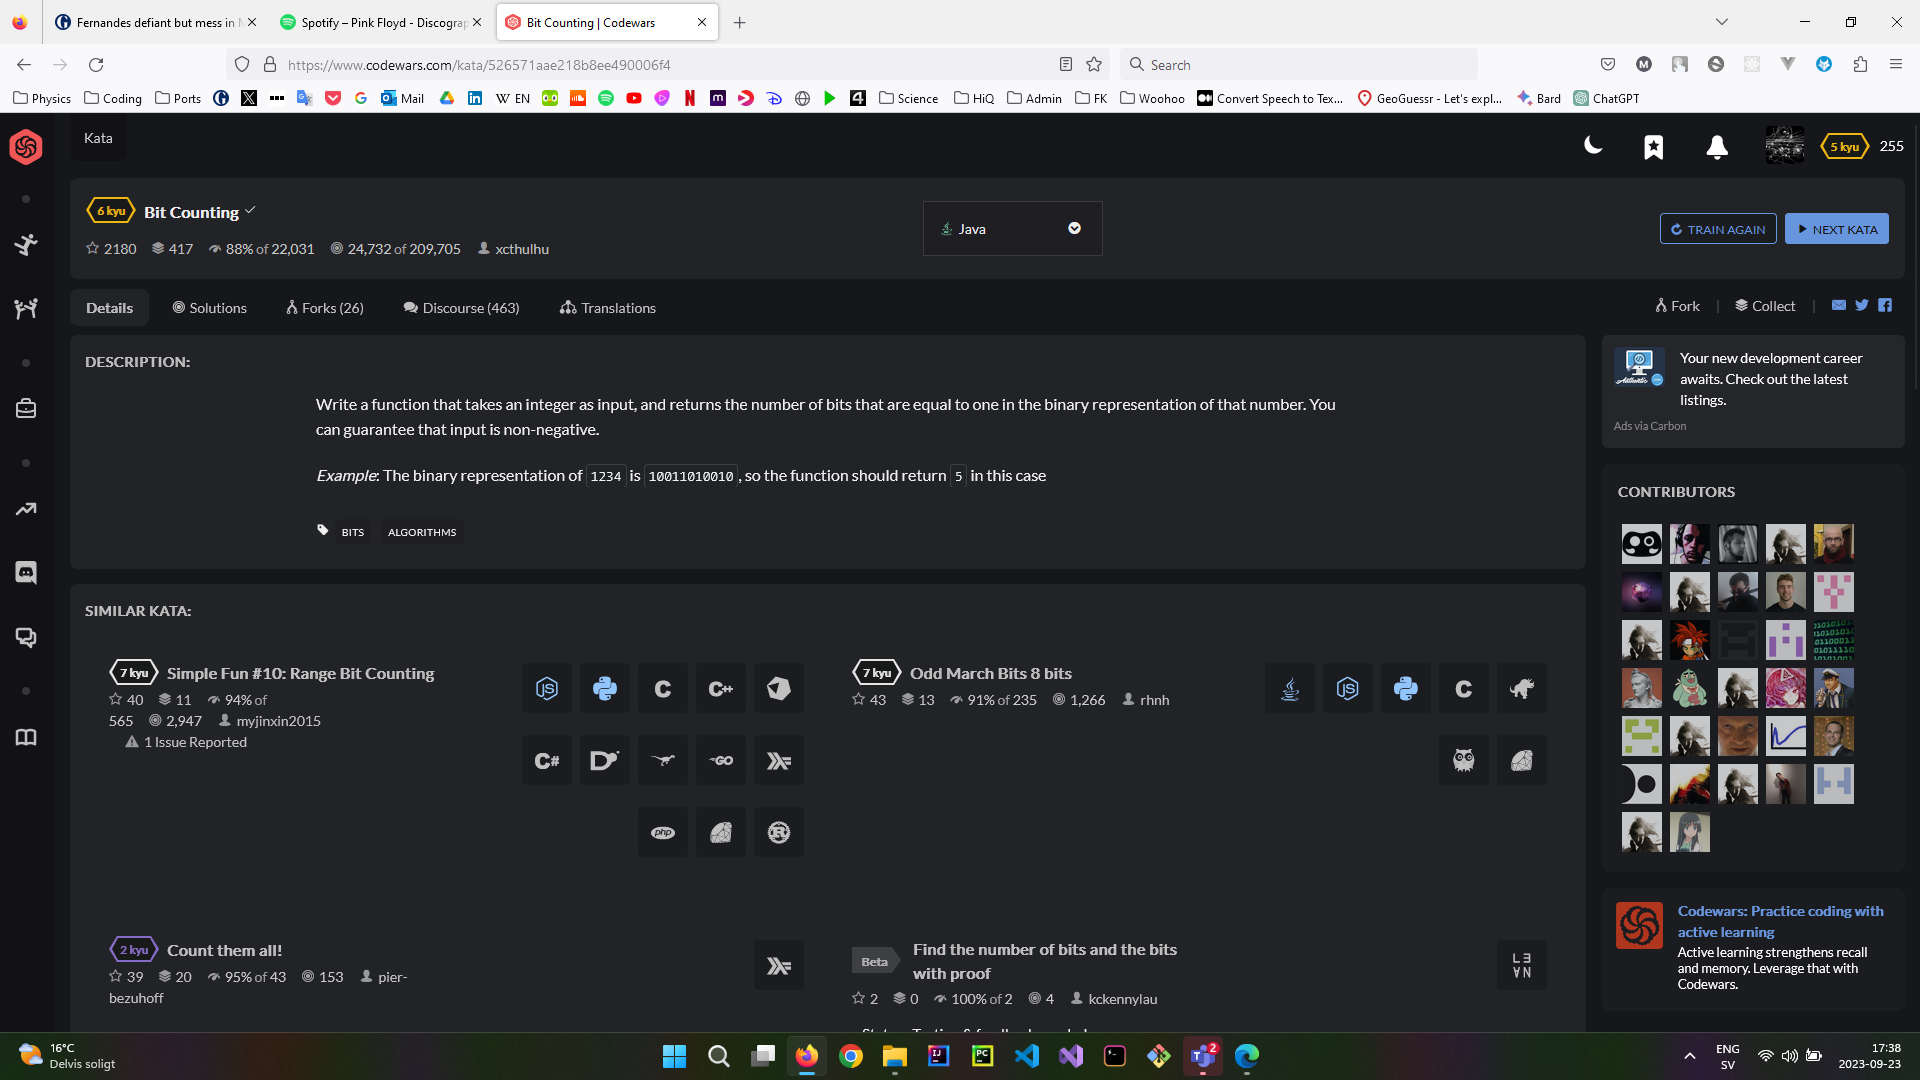 Fernandes defiant but mess in M
Spotify – Pink Floyd - Discograp
Bit Counting | Codewars
https://www.codewars.com/kata/526571aae218b8ee490006f4
Search
Physics
Coding
Ports
Mail
EN
Science
HiQ
Admin
FK
Woohoo
Convert Speech to Tex...
GeoGuessr - Let's expl...
Bard
ChatGPT
Kata
5 kyu
255
6 kyu
Bit Counting
2180
417
88% of 22,031
24,732 of 209,705
xcthulhu
Java
TRAIN AGAIN
NEXT KATA
Details
Solutions
Forks (26)
Discourse (463)
Translations
Fork
|
Collect
|
DESCRIPTION:
Write a function that takes an integer as input, and returns the number of bits that are equal to one in the binary representation of that number. You
can guarantee that input is non-negative.
Example: The binary representation of 1234 is 10011010010, so the function should return 5 in this case
BITS
ALGORITHMS
Your new development career
awaits. Check out the latest
listings.
Ads via Carbon
CONTRIBUTORS
SIMILAR KATA:
7 kyu
Simple Fun #10: Range Bit Counting
40
11
94% of
565
2,947
myjinxin2015
1 Issue Reported
7 kyu
Odd March Bits 8 bits
43
13
91% of 235
1,266
rhnh
2 kyu
Count them all!
39
20
95% of 43
153
pier-
bezuhoff
Beta
Find the number of bits and the bits
with proof
2
0
100% of 2
4
kckennylau
Codewars: Practice coding with
active learning
Active learning strengthens recall
and memory. Leverage that with
Codewars.
16°C
Delvis soligt
ENG
SV
17:38
2023-09-23